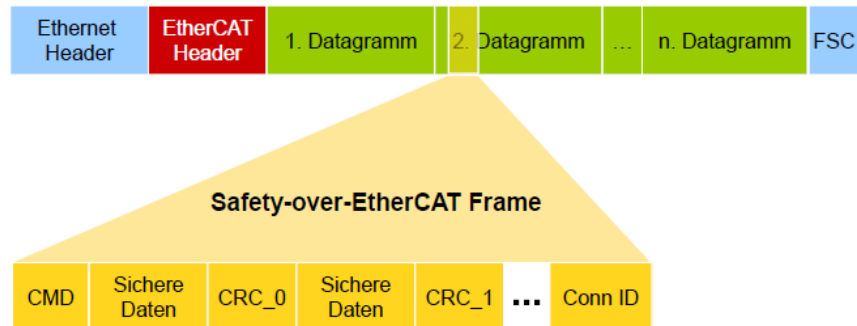 Ethernet Header
EtherCAT Header
1. Datagramm
2. Datagramm
...
n. Datagramm
FSC
Safety-over-EtherCAT Frame
CMD
Sichere Daten
CRC_0
Sichere Daten
CRC_1
...
Conn ID